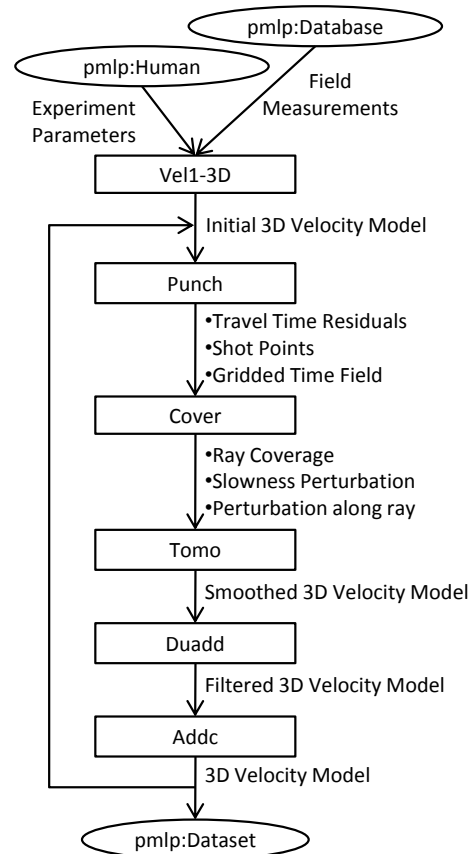 pmlp:Database
pmlp:Human
Experiment
Parameters
Field
Measurements
Vel1-3D
Initial 3D Velocity Model
Punch
•Travel Time Residuals
•Shot Points
•Gridded Time Field
Cover
•Ray Coverage
•Slowness Perturbation
•Perturbation along ray
Tomo
Smoothed 3D Velocity Model
Duadd
Filtered 3D Velocity Model
Addc
3D Velocity Model
pmlp:Dataset